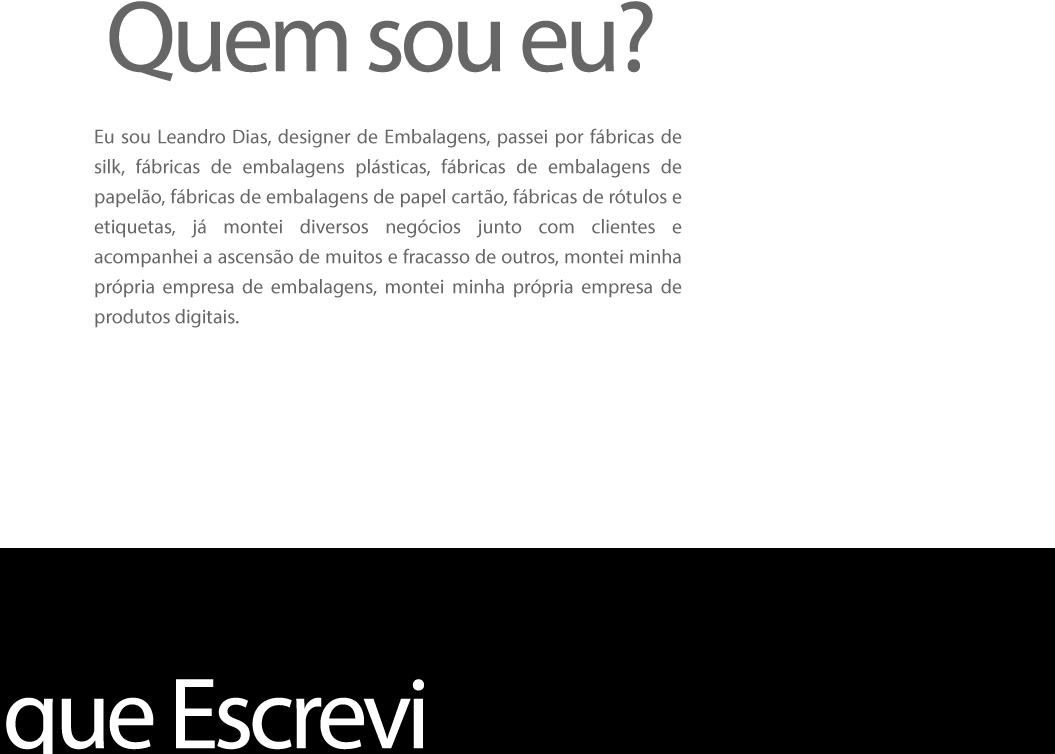 Quem sou eu?
Eu sou Leandro Dias, designer de Embalagens, passei por fábricas de
silk, fábricas de embalagens plásticas, fábricas de embalagens de
papelão, fábricas de embalagens de papel cartão, fábricas de rótulos e
etiquetas, já montei diversos negócios junto com clientes e
acompanhei a ascensão de muitos e fracasso de outros, montei minha
própria empresa de embalagens, montei minha própria empresa de
produtos digitais.
que Escrevi